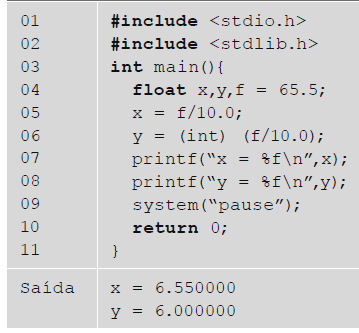 01 #include <stdio.h>
02 #include <stdlib.h>
03 int main(){
04 float x,y,f = 65.5;
05 x = f/10.0;
06 y = (int) (f/10.0);
07 printf(“x = %f\n”,x);
08 printf(“y = %f\n”,y);
09 system(“pause”);
10 return 0;
11 }
Saída x = 6.550000
y = 6.000000